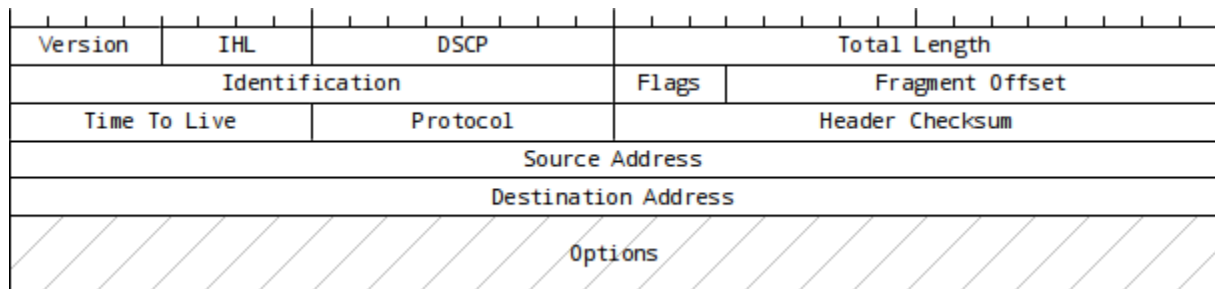 Version IHL DSCP Total Length
Identification Flags Fragment Offset
Time To Live Protocol Header Checksum
Source Address
Destination Address
Options